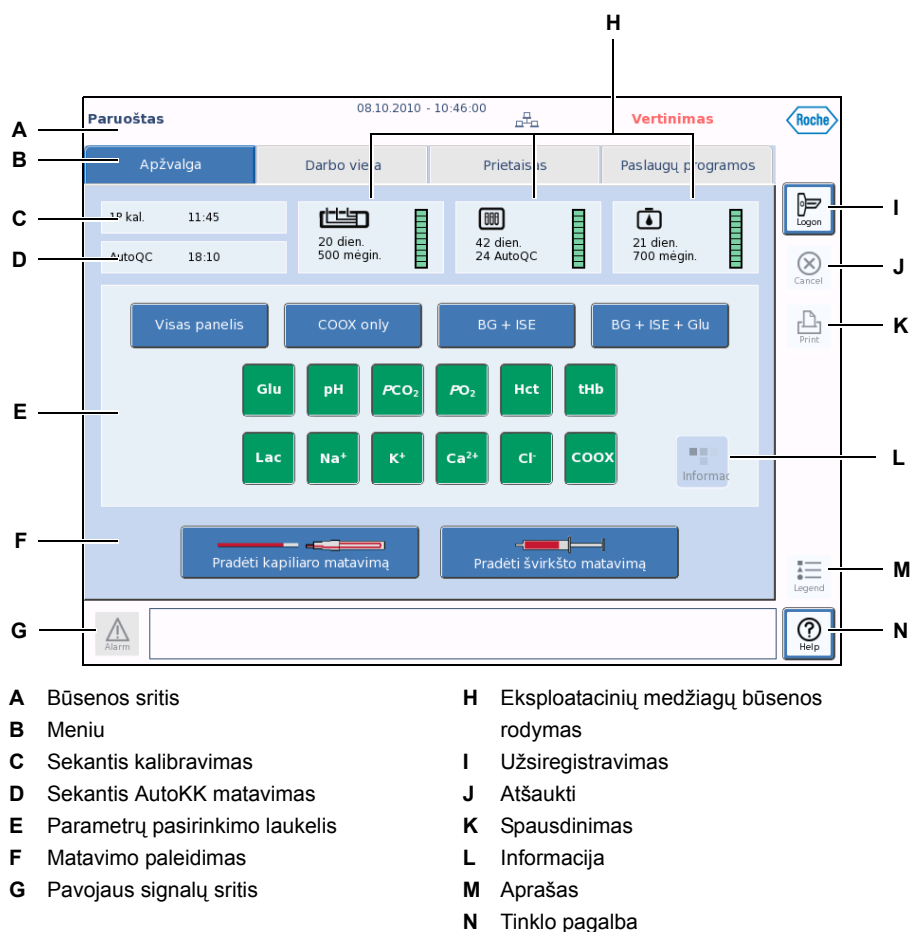 H
Paruoštas
08.10.2010 - 10:46:00
Vertinimas
Roche
A
B
Apžvalga
Darbo vieta
Prietaisas
Paslaugų programos
C
1P kal. 11:45
D
AutoQC 18:10
20 dien.
500 mėgin.
42 dien.
24 AutoQC
21 dien.
700 mėgin.
Logon
I
Cancel
J
Print
K
Visas panelis
COOX only
BG + ISE
BG + ISE + Glu
E
Glu
pH
PCO₂
PO₂
Hct
tHb
Lac
Na⁺
K⁺
Ca²⁺
Cl⁻
COOX
Informac
L
F
Pradėti kapiliaro matavimą
Pradėti švirkšto matavimą
Legend
M
G
Alarm
Help
N
A Būsenos sritis
B Meniu
C Sekantis kalibravimas
D Sekantis AutoKK matavimas
E Parametrų pasirinkimo laukelis
F Matavimo paleidimas
G Pavojaus signalų sritis
H Eksploatacinių medžiagų būsenos
rodymas
I Užsiregistravimas
J Atšaukti
K Spausdinimas
L Informacija
M Aprašas
N Tinklo pagalba